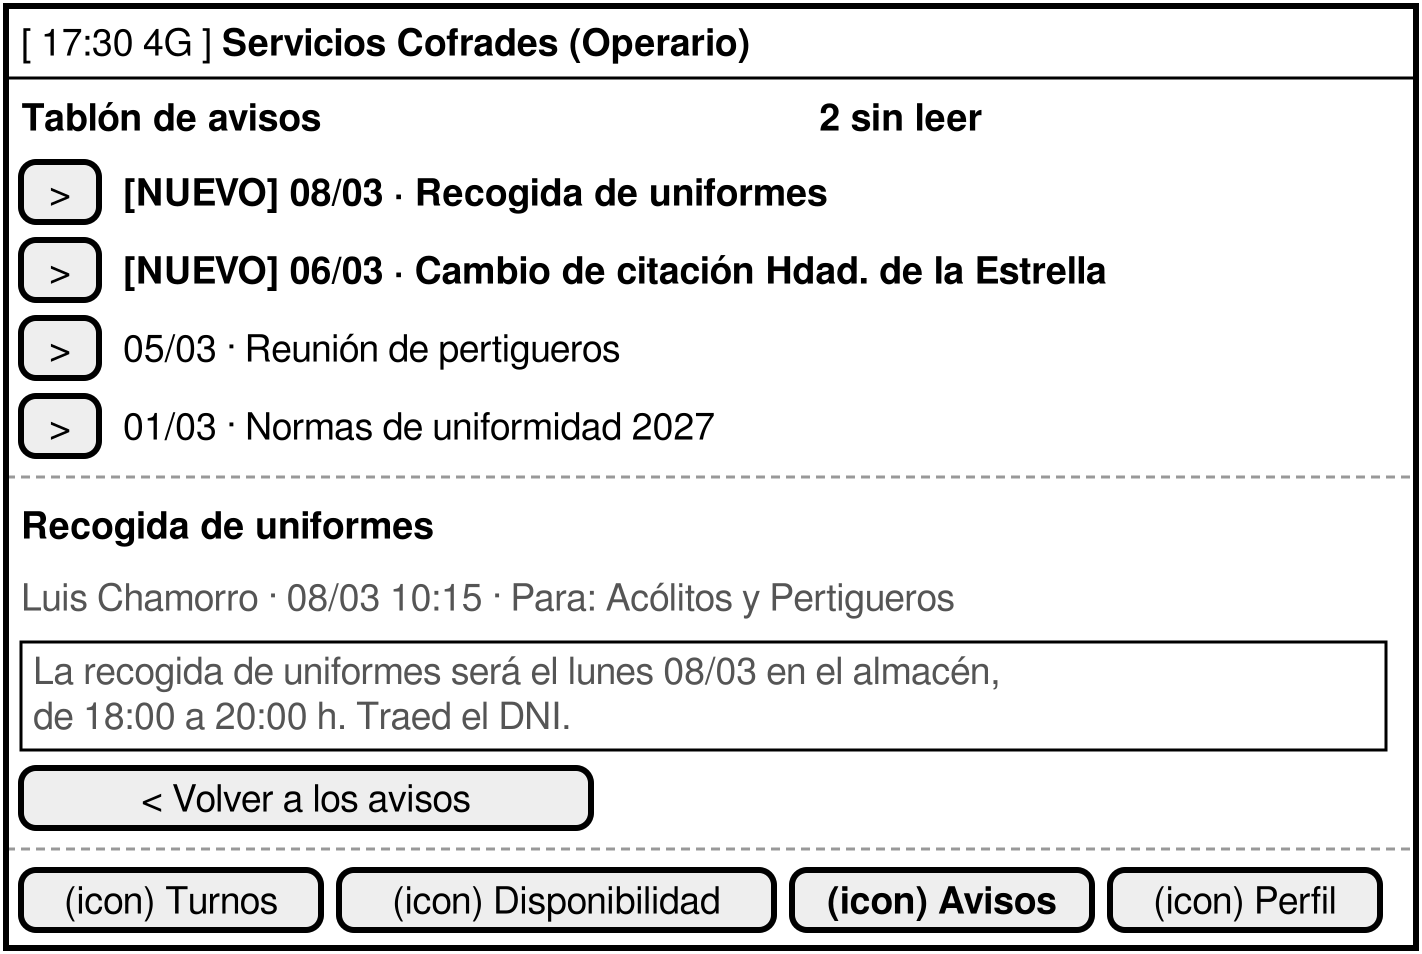 [ 17:30 4G ] Servicios Cofrades (Operario)
Tablón de avisos 2 sin leer
> [NUEVO] 08/03 · Recogida de uniformes
> [NUEVO] 06/03 · Cambio de citación Hdad. de la Estrella
> 05/03 · Reunión de pertigueros
> 01/03 · Normas de uniformidad 2027
Recogida de uniformes
Luis Chamorro · 08/03 10:15 · Para: Acólitos y Pertigueros
La recogida de uniformes será el lunes 08/03 en el almacén,
de 18:00 a 20:00 h. Traed el DNI.
< Volver a los avisos
(icon) Turnos (icon) Disponibilidad (icon) Avisos (icon) Perfil